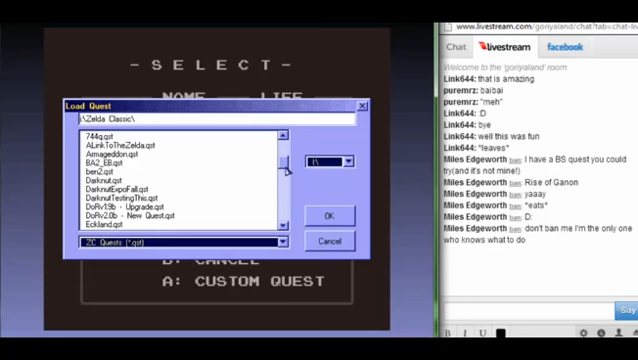 - S E L E C T -
NAME LIFE
Load Quest
:\Zelda Classic\
744q.qst
ALinkToTheZelda.qst
Armageddon.qst
BA2_EB.qst
ben2.qst
Darknut.qst
DarknutExpoFall.qst
DarknutTestingThis.qst
DoRv1.9b - Upgrade.qst
DoRv2.0b - New Quest.qst
Eckland.qst
I:\
OK
Cancel
ZC Quests (*.qst)
B: CANCEL
A: CUSTOM QUEST
www.livestream.com/goriyaland/chat?tab=chat-liv
Chat livestream facebook
Welcome to the 'goriyaland' room
Link644: that is amazing
puremrz: baibai
puremrz: "meh"
Link644: :D
Link644: bye
Link644: well this was fun
Link644: *leaves*
Miles Edgeworth ban: I have a BS quest you could
try(and it's not mine!)
Miles Edgeworth ban: Rise of Ganon
Miles Edgeworth ban: yaaay
Miles Edgeworth ban: *eats*
Miles Edgeworth ban: D:
Miles Edgeworth ban: don't ban me I'm the only one
who knows what to do
Say
B I U